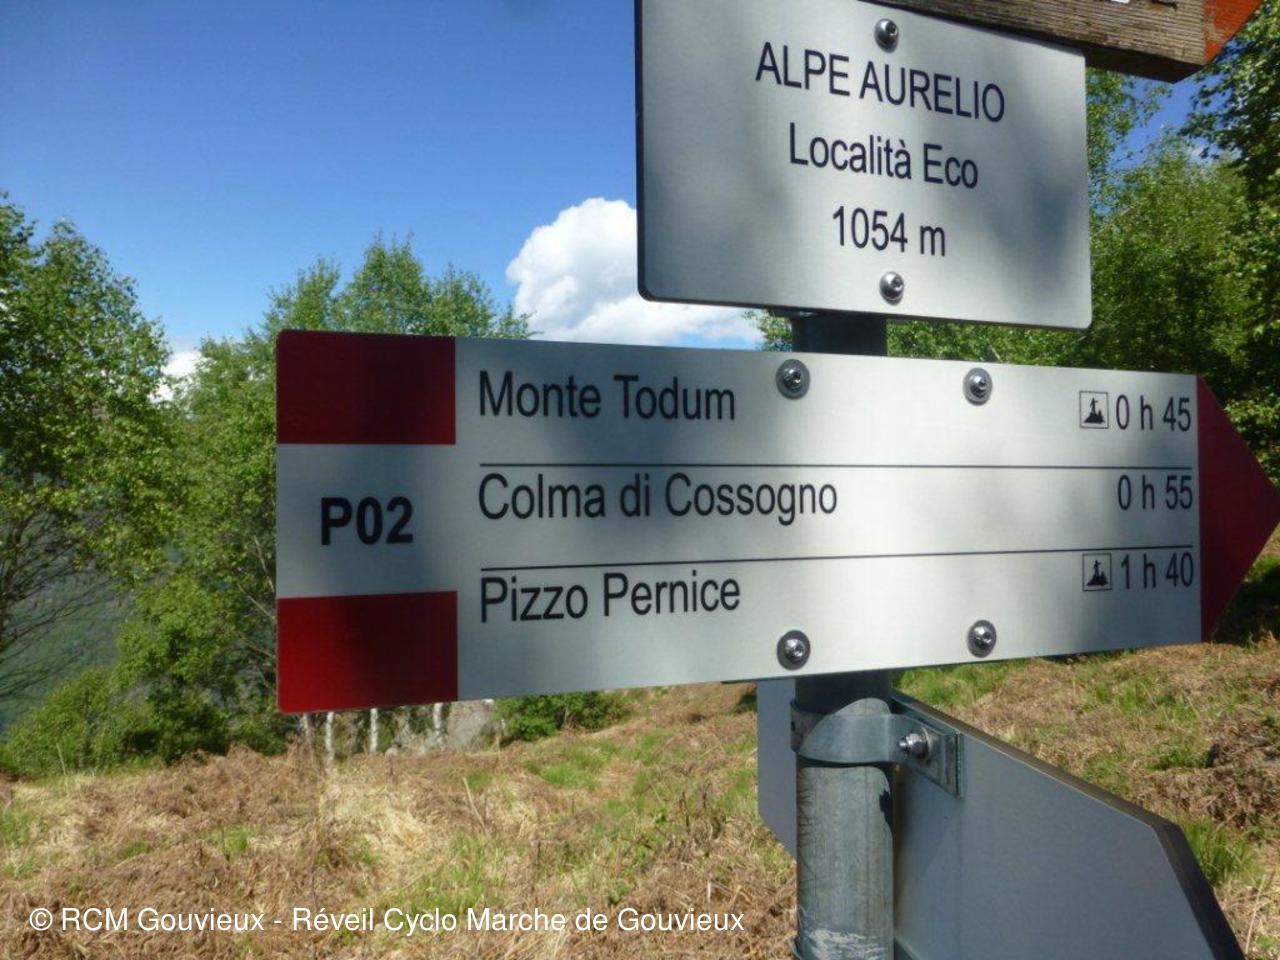 ALPE AURELIO
Località Eco
1054 m
Monte Todum 0 h 45
P02
Colma di Cossogno 0 h 55
Pizzo Pernice 1 h 40
© RCM Gouvieux - Réveil Cyclo Marche de Gouvieux